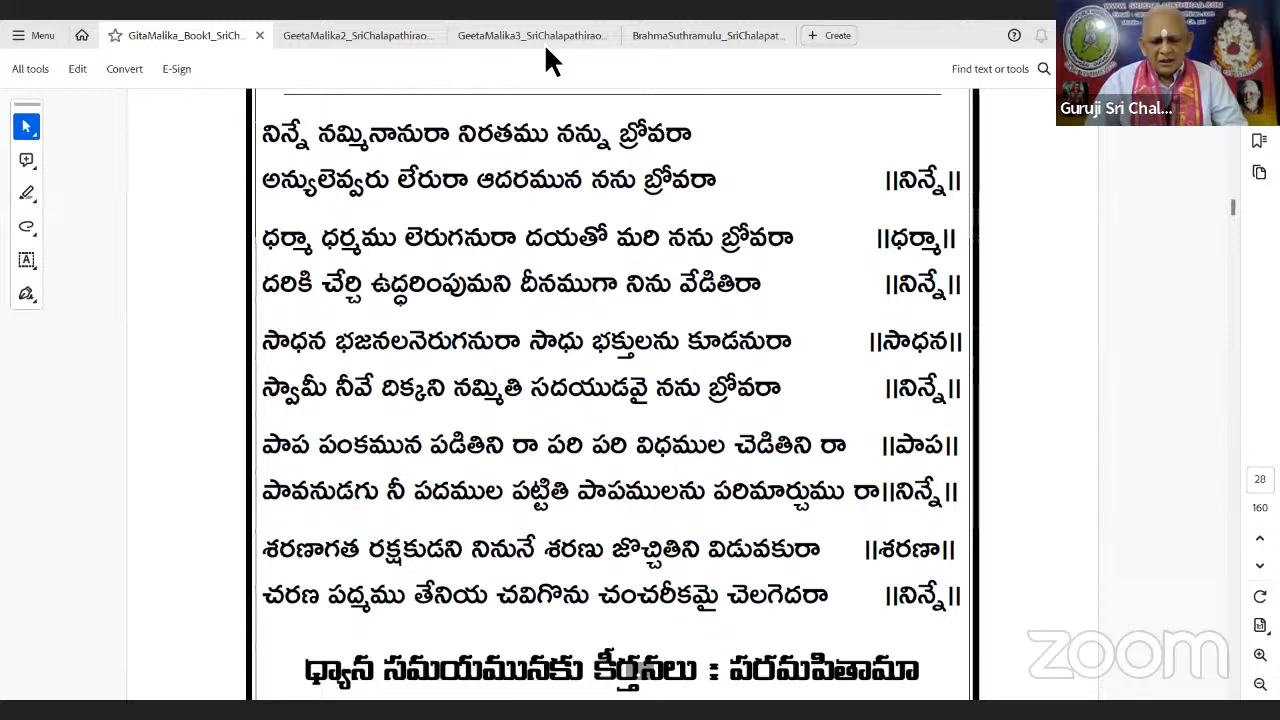 Menu
GitaMalika_Book1_SriCh...
GeetaMalika2_SriChalapathirao...
GeetaMalika3_SriChalapathirao...
BrahmaSuthramulu_SriChalapat...
Create
All tools Edit Convert E-Sign
Find text or tools
నిన్నే నమ్మినానురా నిరతము నన్ను బ్రోవరా
అన్యులెవ్వరు లేరురా ఆదరమున నను బ్రోవరా ||నిన్నే||
ధర్మా ధర్మము లెరుగనురా దయతో మరి నను బ్రోవరా ||ధర్మా||
దరికి చేర్చి ఉద్ధరింపుమని దీనముగా నిను వేడితిరా ||నిన్నే||
సాధన భజనలనెరుగనురా సాధు భక్తులను కూడనురా ||సాధన||
స్వామీ నీవే దిక్కని నమ్మితి సదయుడవై నను బ్రోవరా ||నిన్నే||
పాప పంకమున పడితిని రా పరి పరి విధముల చెడితిని రా ||పాప||
పావనుడగు నీ పదముల పట్టితి పాపములను పరిమార్చుము రా||నిన్నే||
శరణాగత రక్షకుడని నినునే శరణు జొచ్చితిని విడువకురా ||శరణా||
చరణ పద్మము తేనియ చవిగొను చంచరీకమై చెలగెదరా ||నిన్నే||
ధ్యాన సమయమునకు కీర్తనలు : పరమపితామా
28
160
Guruji Sri Chal...
zoom